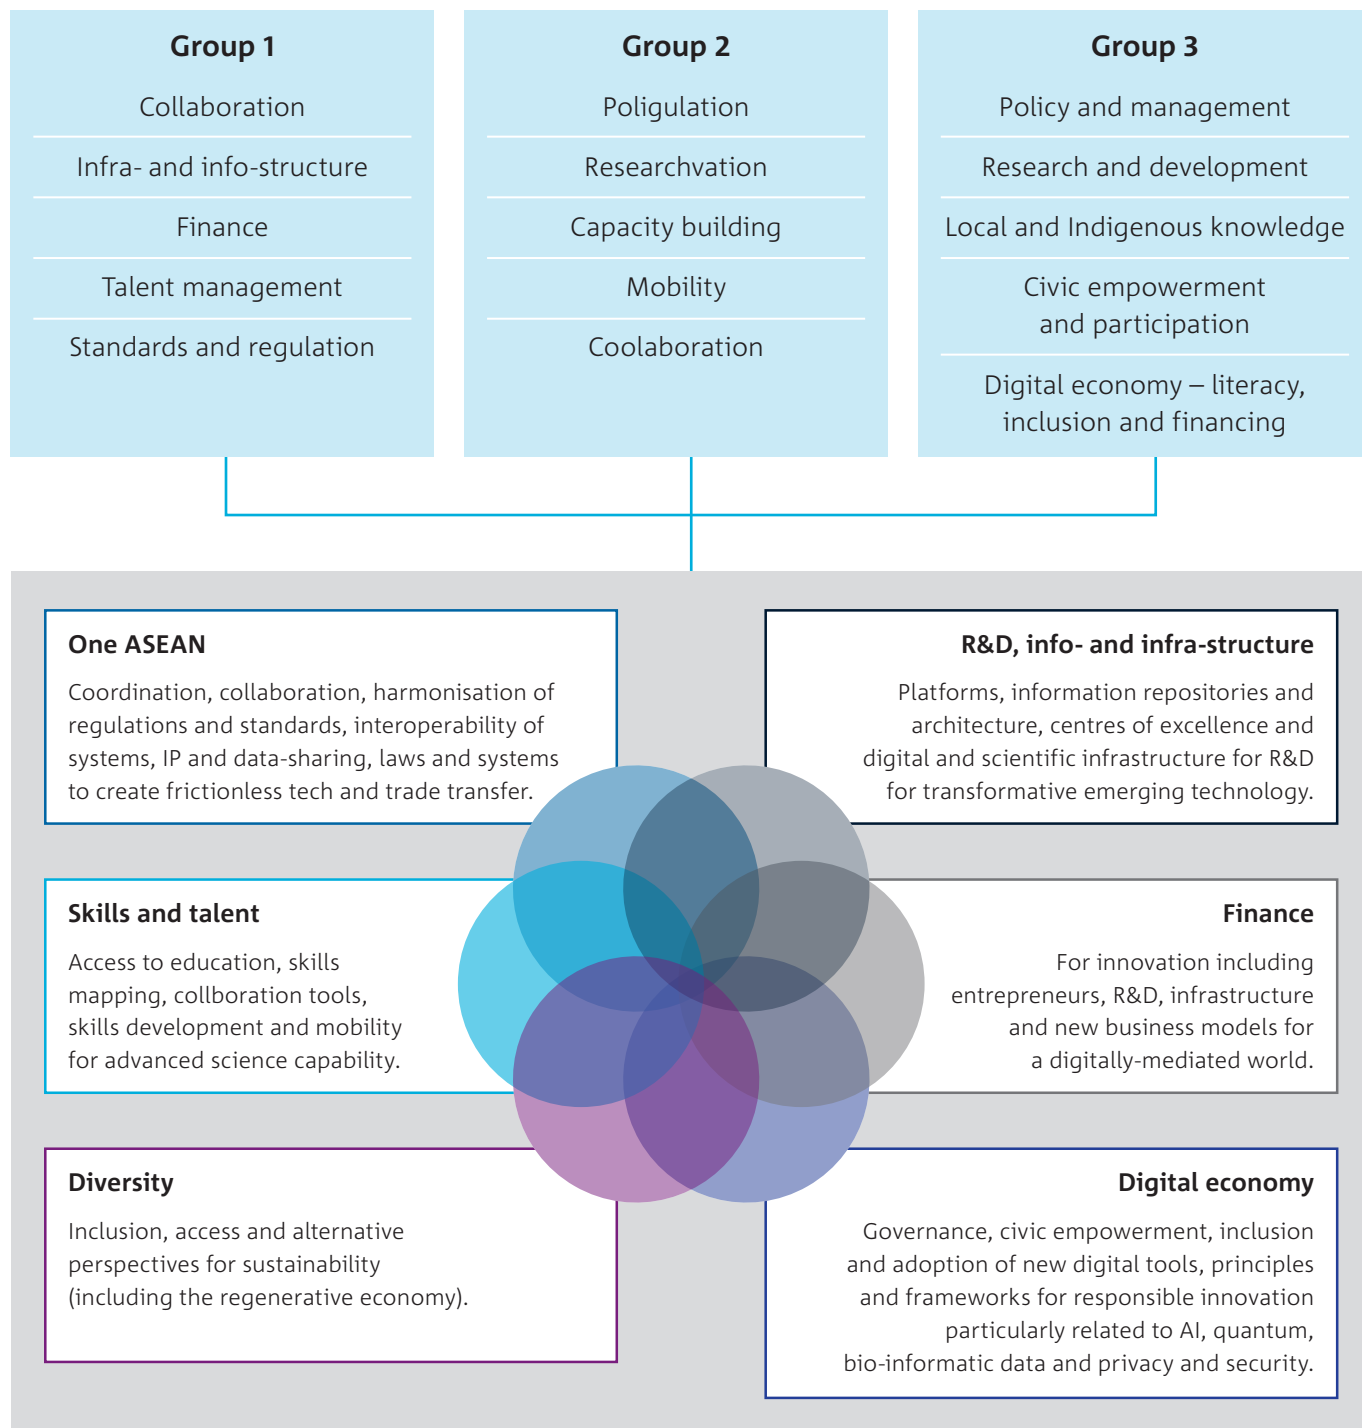 Group 1
Collaboration
Infra- and info-structure
Finance
Talent management
Standards and regulation
Group 2
Poligulation
Researchvation
Capacity building
Mobility
Coolaboration
Group 3
Policy and management
Research and development
Local and Indigenous knowledge
Civic empowerment
and participation
Digital economy – literacy,
inclusion and financing
One ASEAN
Coordination, collaboration, harmonisation of
regulations and standards, interoperability of
systems, IP and data-sharing, laws and systems
to create frictionless tech and trade transfer.
R&D, info- and infra-structure
Platforms, information repositories and
architecture, centres of excellence and
digital and scientific infrastructure for R&D
for transformative emerging technology.
Skills and talent
Access to education, skills
mapping, collboration tools,
skills development and mobility
for advanced science capability.
Finance
For innovation including
entrepreneurs, R&D, infrastructure
and new business models for
a digitally-mediated world.
Diversity
Inclusion, access and alternative
perspectives for sustainability
(including the regenerative economy).
Digital economy
Governance, civic empowerment, inclusion
and adoption of new digital tools, principles
and frameworks for responsible innovation
particularly related to AI, quantum,
bio-informatic data and privacy and security.